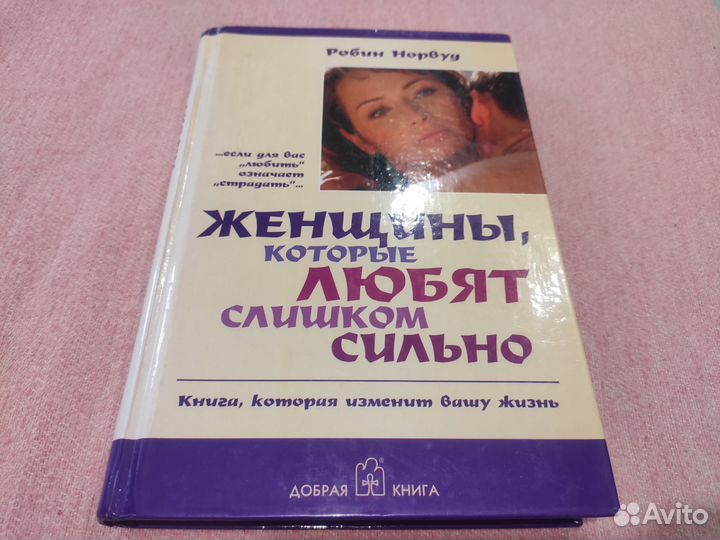 Робин Норвуд
...если для вас
„любить“
означает
„страдать“...
ЖЕНЩИНЫ,
КОТОРЫЕ
ЛЮБЯТ
СЛИШКОМ
СИЛЬНО
Книга, которая изменит вашу жизнь
ДОБРАЯ КНИГА
Avito